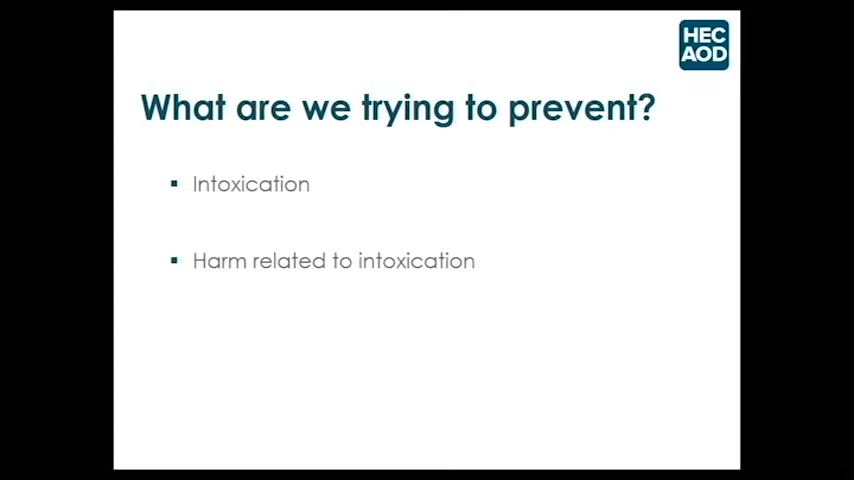 HEC
AOD
What are we trying to prevent?
▪ Intoxication
▪ Harm related to intoxication